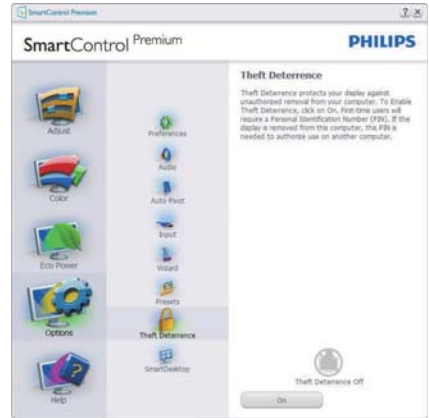 SmartControl Premium
SmartControl Premium
PHILIPS
Adjust
Color
Eco Power
Options
Help
Preferences
Audio
Auto Pivot
Input
Wizard
Presets
Theft Deterrence
SmartDesktop
Theft Deterrence
Theft Deterrence protects your display against
unauthorized removal from your computer. To Enable
Theft Deterrence, click on On. First-time users will
require a Personal Identification Number (PIN). If the
display is removed from this computer, this PIN is
needed to authorize use on another computer.
Theft Deterrence Off
On